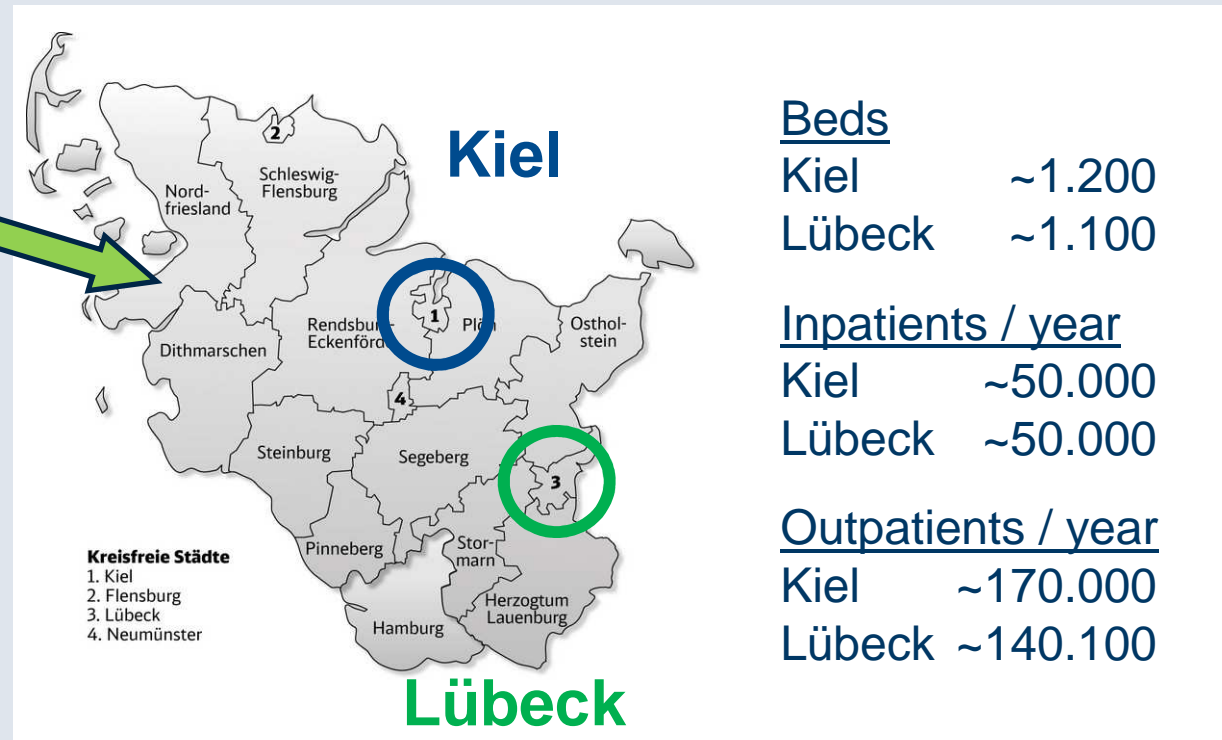 Kiel
2
Schleswig-
Flensburg
Nord-
friesland
1
Rendsburg-
Eckenförd
Plön
Osthol-
stein
Dithmarschen
4
Steinburg
Segeberg
3
Pinneberg
Stor-
marn
Herzogtum
Lauenburg
Hamburg
Kreisfreie Städte
1. Kiel
2. Flensburg
3. Lübeck
4. Neumünster
Lübeck
Beds
Kiel ~1.200
Lübeck ~1.100
Inpatients / year
Kiel ~50.000
Lübeck ~50.000
Outpatients / year
Kiel ~170.000
Lübeck ~140.100